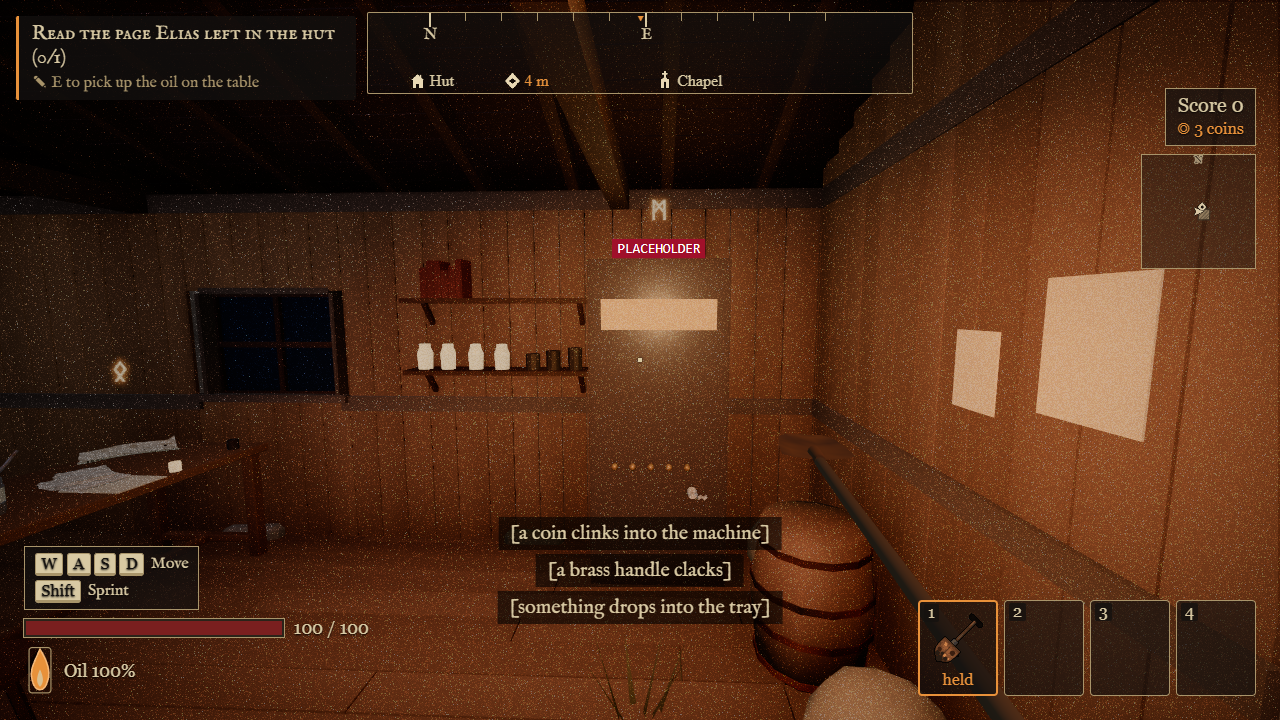 Read the page Elias left in the hut
(0/1)
E to pick up the oil on the table
N
E
Hut
4 m
Chapel
Score 0
3 coins
PLACEHOLDER
[a coin clinks into the machine]
[a brass handle clacks]
[something drops into the tray]
W A S D Move
Shift Sprint
100 / 100
Oil 100%
1
2
3
4
held